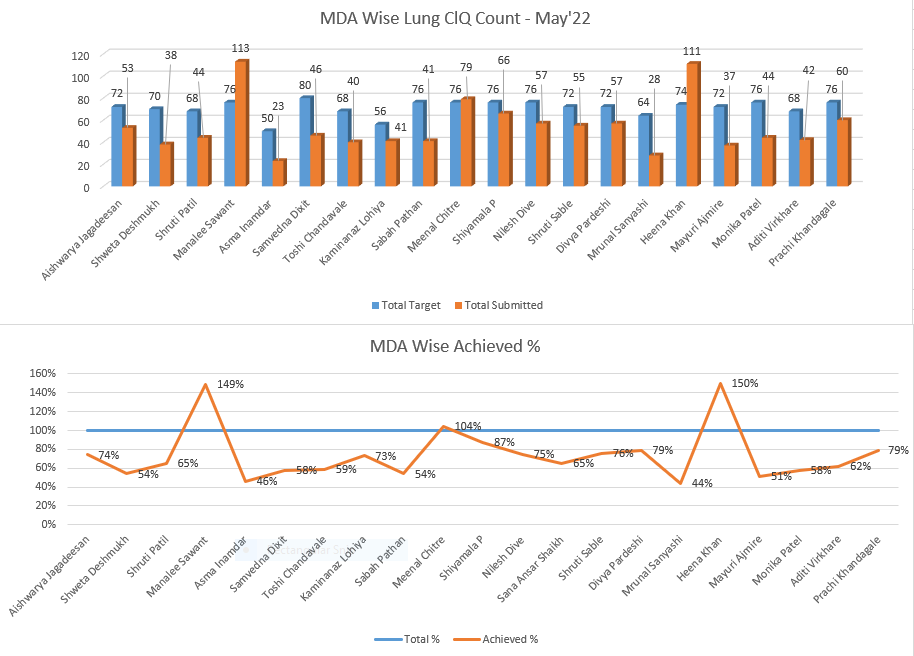 MDA Wise Lung CIQ Count - May'22
120
100
80
60
40
20
0
72 53
70 38
68 44
76 113
50 23
80 46
68 40
56 41
76 41
76 79
76 66
76 57
72 55
72 57
64 28
74 111
72 37
76 44
68 42
76 60
Aishwarya Jagadeesan
Shweta Deshmukh
Shruti Patil
Manalee Sawant
Asma Inamdar
Samvedna Dixit
Toshi Chandavale
Kaminanaz Lohiya
Sabah Pathan
Meenal Chitre
Shiyamala P
Nilesh Dive
Shruti Sable
Divya Pardeshi
Mrunal Sanyashi
Heena Khan
Mayuri Ajmire
Monika Patel
Aditi Virkhare
Prachi Khandagale
Total Target Total Submitted
MDA Wise Achieved %
160%
140%
120%
100%
80%
60%
40%
20%
0%
74%
54%
65%
149%
46%
58%
59%
73%
54%
104%
87%
75%
65%
76%
79%
44%
150%
51%
58%
62%
79%
Aishwarya Jagadeesan
Shweta Deshmukh
Shruti Patil
Manalee Sawant
Asma Inamdar
Samvedna Dixit
Toshi Chandavale
Kaminanaz Lohiya
Sabah Pathan
Meenal Chitre
Shiyamala P
Nilesh Dive
Sana Ansar Shaikh
Shruti Sable
Divya Pardeshi
Mrunal Sanyashi
Heena Khan
Mayuri Ajmire
Monika Patel
Aditi Virkhare
Prachi Khandagale
Total % Achieved %